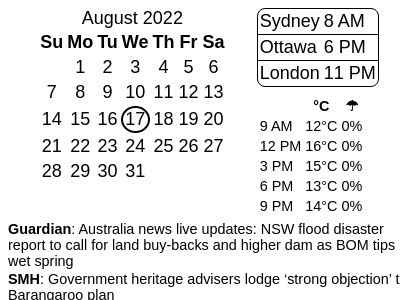 August 2022
Su Mo Tu We Th Fr Sa
1 2 3 4 5 6
7 8 9 10 11 12 13
14 15 16 17 18 19 20
21 22 23 24 25 26 27
28 29 30 31
Sydney 8 AM
Ottawa 6 PM
London 11 PM
°C ☂
9 AM 12°C 0%
12 PM 16°C 0%
3 PM 15°C 0%
6 PM 13°C 0%
9 PM 14°C 0%
Guardian: Australia news live updates: NSW flood disaster
report to call for land buy-backs and higher dam as BOM tips
wet spring
SMH: Government heritage advisers lodge ‘strong objection’ t
Barangaroo plan